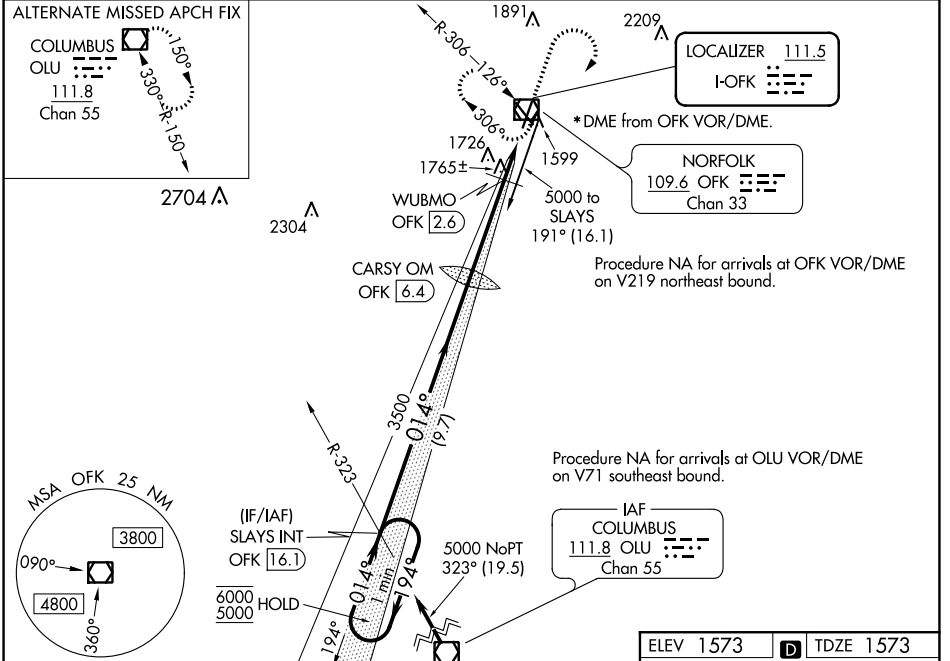 ALTERNATE MISSED APCH FIX
COLUMBUS
OLU
111.8
Chan 55
150°
330°
R-150
2704
2304
1891
2209
R-306
126°
306°
1726
1765±
1599
LOCALIZER 111.5
I-OFK
*DME from OFK VOR/DME.
NORFOLK
109.6 OFK
Chan 33
WUBMO
OFK 2.6
5000 to
SLAYS
191° (16.1)
CARSY OM
OFK 6.4
Procedure NA for arrivals at OFK VOR/DME
on V219 northeast bound.
3500
014°
(9.7)
R-323
Procedure NA for arrivals at OLU VOR/DME
on V71 southeast bound.
MSA OFK 25 NM
3800
090°
4800
360°
(IF/IAF)
SLAYS INT
OFK 16.1
6000
5000
HOLD
014°
1 min
194°
194°
5000 NoPT
323° (19.5)
IAF
COLUMBUS
111.8 OLU
Chan 55
ELEV 1573
D
TDZE 1573